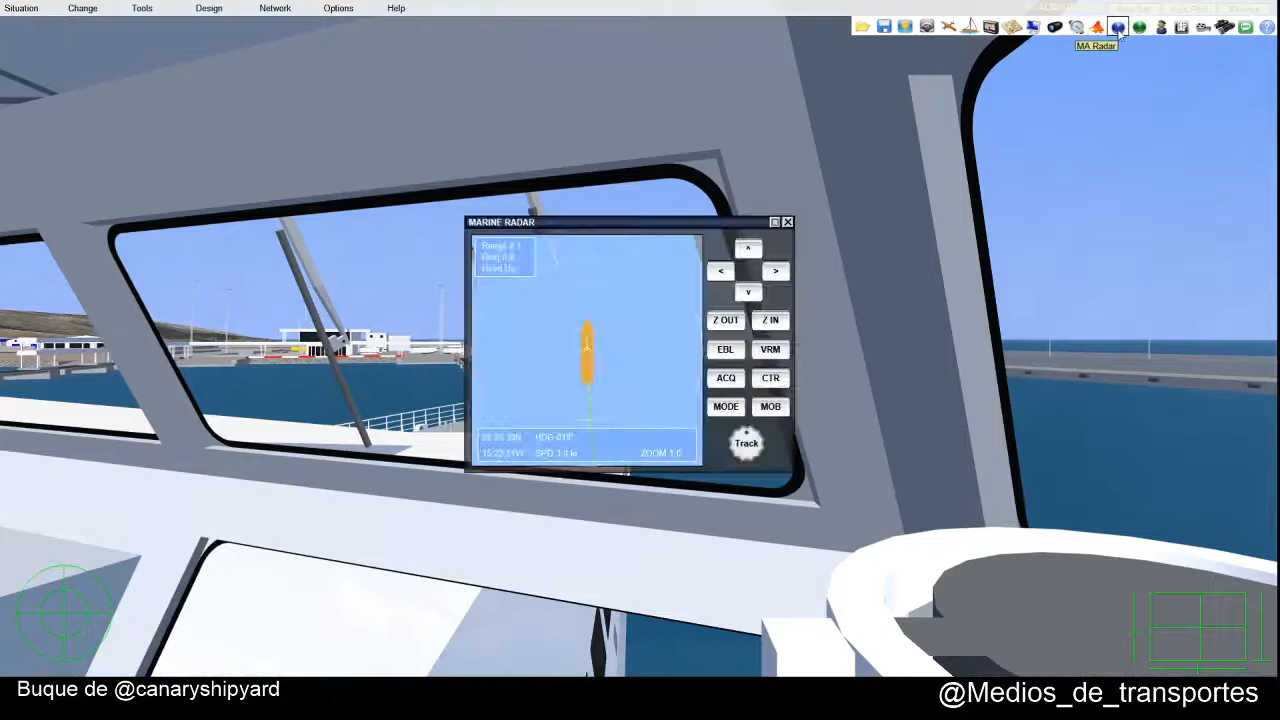 Situation Change Tools Design Network Options Help
MA Radar
MARINE RADAR
Z OUT Z IN
EBL VRM
ACQ CTR
MODE MOB
Track
ZOOM 1.0
Buque de @canaryshipyard
@Medios_de_transportes